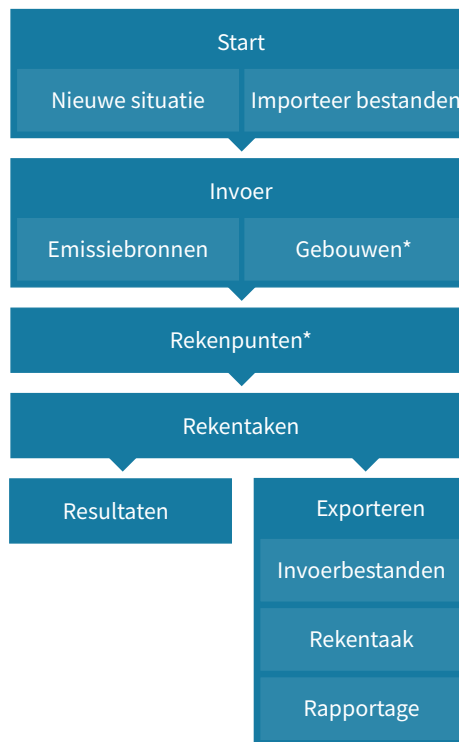 Start
Nieuwe situatie
Importeer bestanden
Invoer
Emissiebronnen
Gebouwen*
Rekenpunten*
Rekentaken
Resultaten
Exporteren
Invoerbestanden
Rekentaak
Rapportage